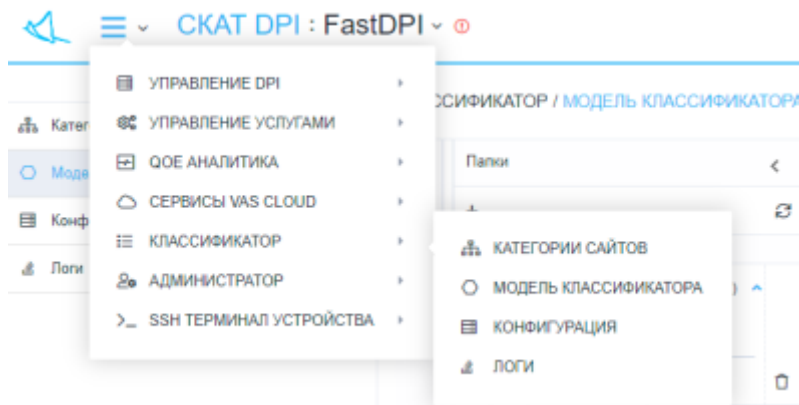 СКАТ DPI : FastDPI
УПРАВЛЕНИЕ DPI
УПРАВЛЕНИЕ УСЛУГАМИ
QOE АНАЛИТИКА
СЕРВИСЫ VAS CLOUD
КЛАССИФИКАТОР
АДМИНИСТРАТОР
>_ SSH ТЕРМИНАЛ УСТРОЙСТВА
ССИФИКАТОР / МОДЕЛЬ КЛАССИФИКАТОРА
Катег
Моде
Конф
Логи
Папки
КАТЕГОРИИ САЙТОВ
МОДЕЛЬ КЛАССИФИКАТОРА
КОНФИГУРАЦИЯ
ЛОГИ